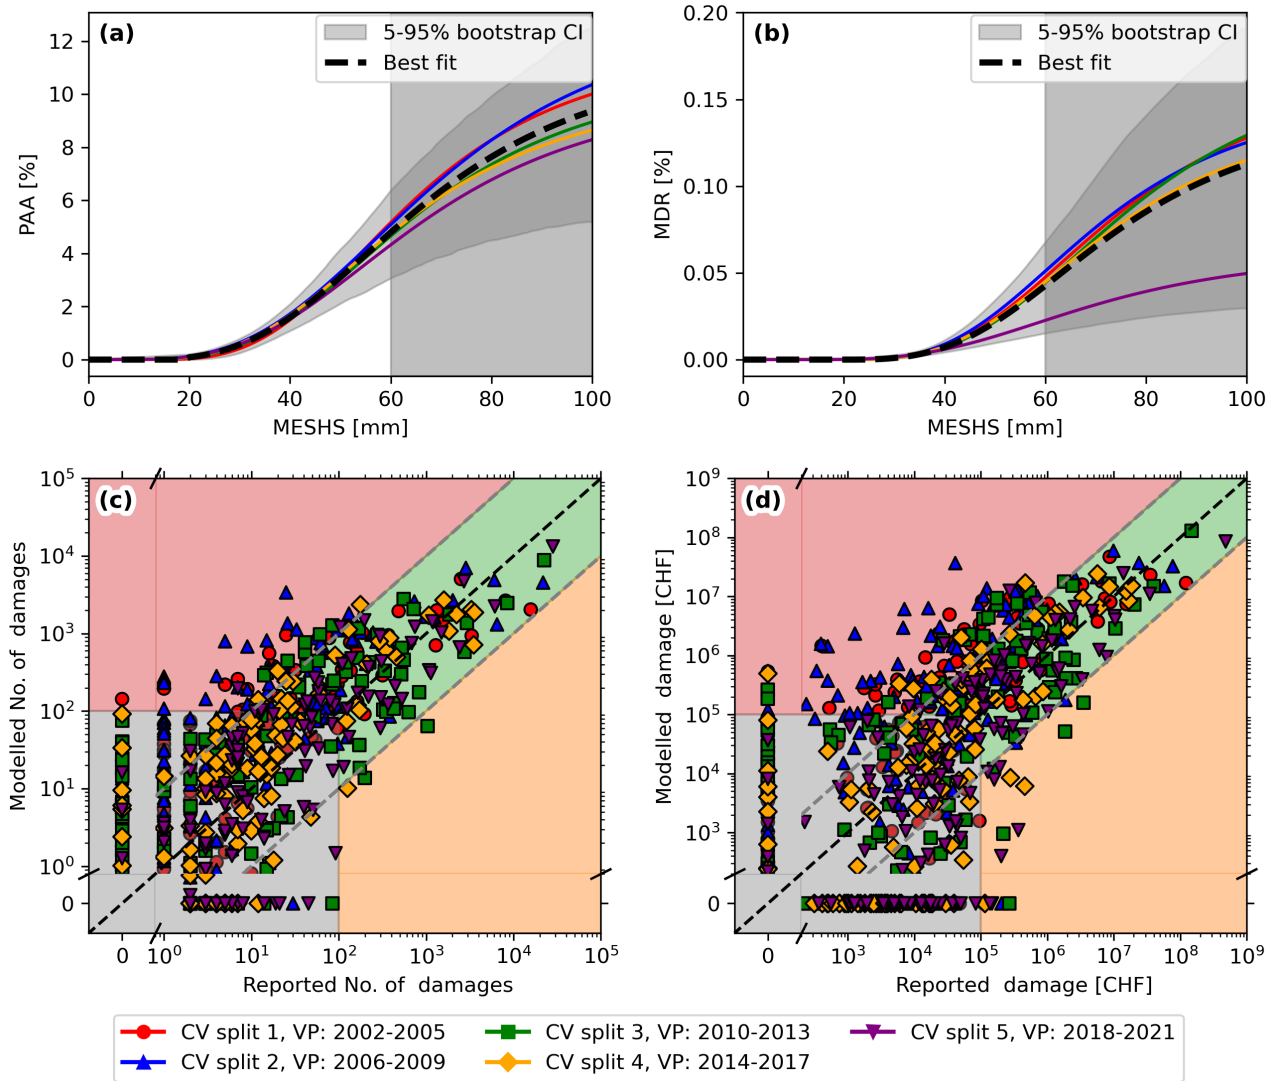 (a)
5-95% bootstrap CI
Best fit
PAA [%]
12
10
8
6
4
2
0
0 20 40 60 80 100
MESHS [mm]
(b)
5-95% bootstrap CI
Best fit
MDR [%]
0.20
0.15
0.10
0.05
0.00
0 20 40 60 80 100
MESHS [mm]
(c)
Modelled No. of damages
10⁵
10⁴
10³
10²
10¹
10⁰
0
0 10⁰ 10¹ 10² 10³ 10⁴ 10⁵
Reported No. of damages
(d)
Modelled damage [CHF]
10⁹
10⁸
10⁷
10⁶
10⁵
10⁴
10³
0
0 10³ 10⁴ 10⁵ 10⁶ 10⁷ 10⁸ 10⁹
Reported damage [CHF]
CV split 1, VP: 2002-2005
CV split 2, VP: 2006-2009
CV split 3, VP: 2010-2013
CV split 4, VP: 2014-2017
CV split 5, VP: 2018-2021